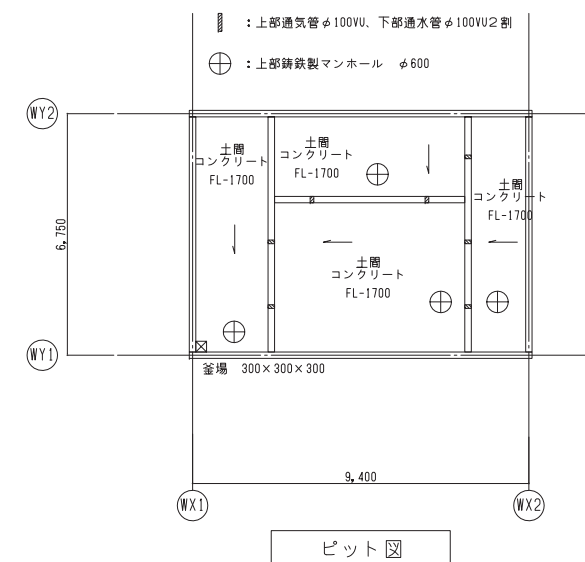 ：上部通気管φ100VU、下部通水管φ100VU2割
：上部鋳鉄製マンホール　φ600
WY2
土間
コンクリート
FL-1700
土間
コンクリート
FL-1700
土間
コンクリート
FL-1700
6,750
土間
コンクリート
FL-1700
WY1
釜場　300×300×300
9,400
WX1
WX2
ピット図